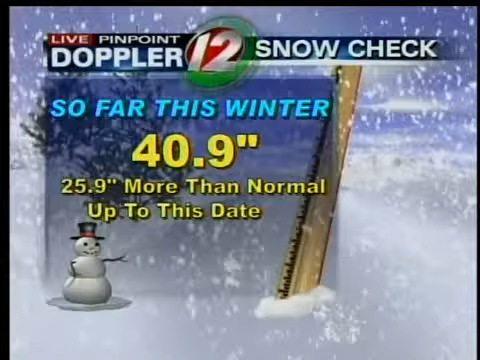 LIVE PINPOINT
DOPPLER 12 SNOW CHECK
SO FAR THIS WINTER
40.9"
25.9" More Than Normal
Up To This Date